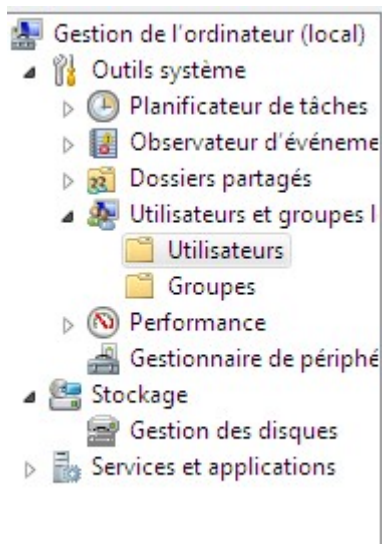 Gestion de l'ordinateur (local)
Outils système
Planificateur de tâches
Observateur d'événeme
Dossiers partagés
Utilisateurs et groupes l
Utilisateurs
Groupes
Performance
Gestionnaire de périphé
Stockage
Gestion des disques
Services et applications